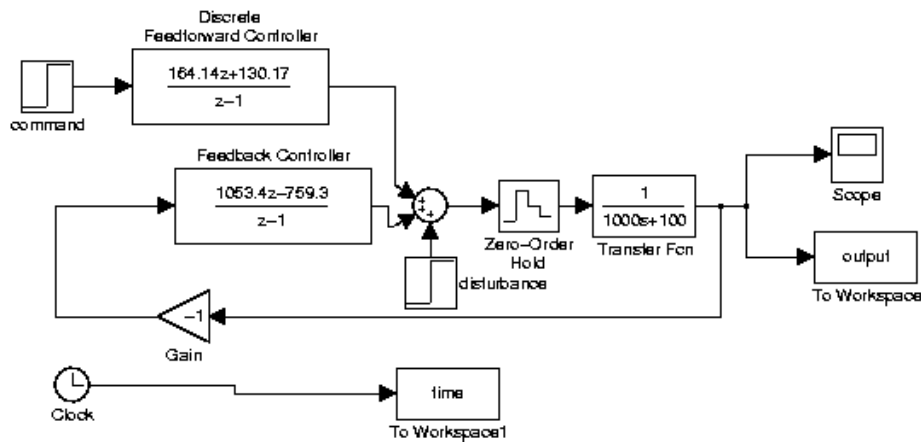 Discrete
Feedforward Controller
164.14z+130.17
z−1
command
Feedback Controller
1053.4z−759.3
z−1
+
+
+
Zero−Order
Hold
1
1000s+100
Transfer Fcn
Scope
disturbance
output
To Workspace
−1
Gain
Clock
time
To Workspace1